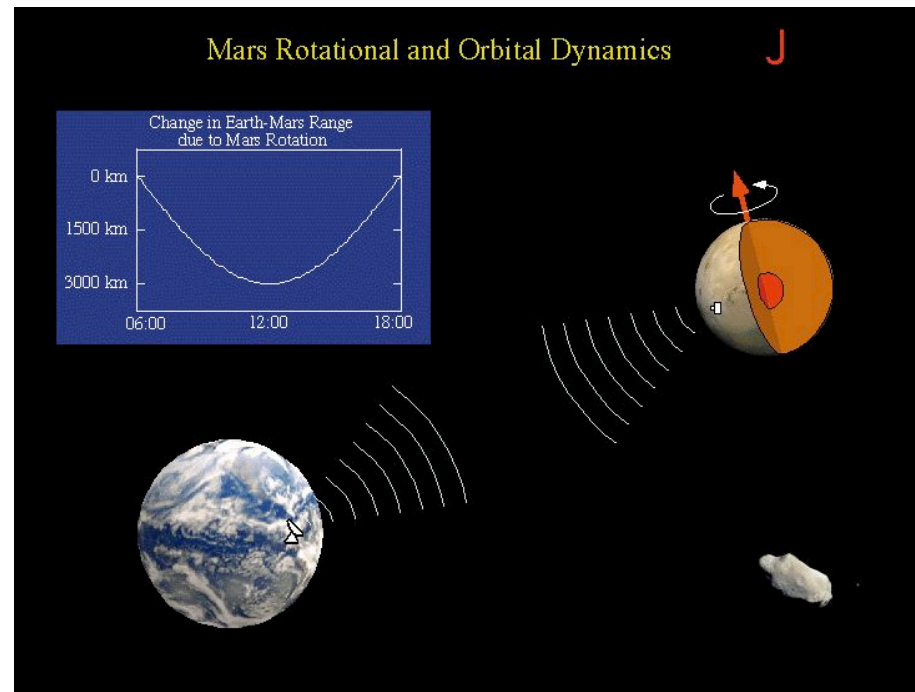 Mars Rotational and Orbital Dynamics
J
Change in Earth-Mars Range
due to Mars Rotation
0 km
1500 km
3000 km
06:00
12:00
18:00